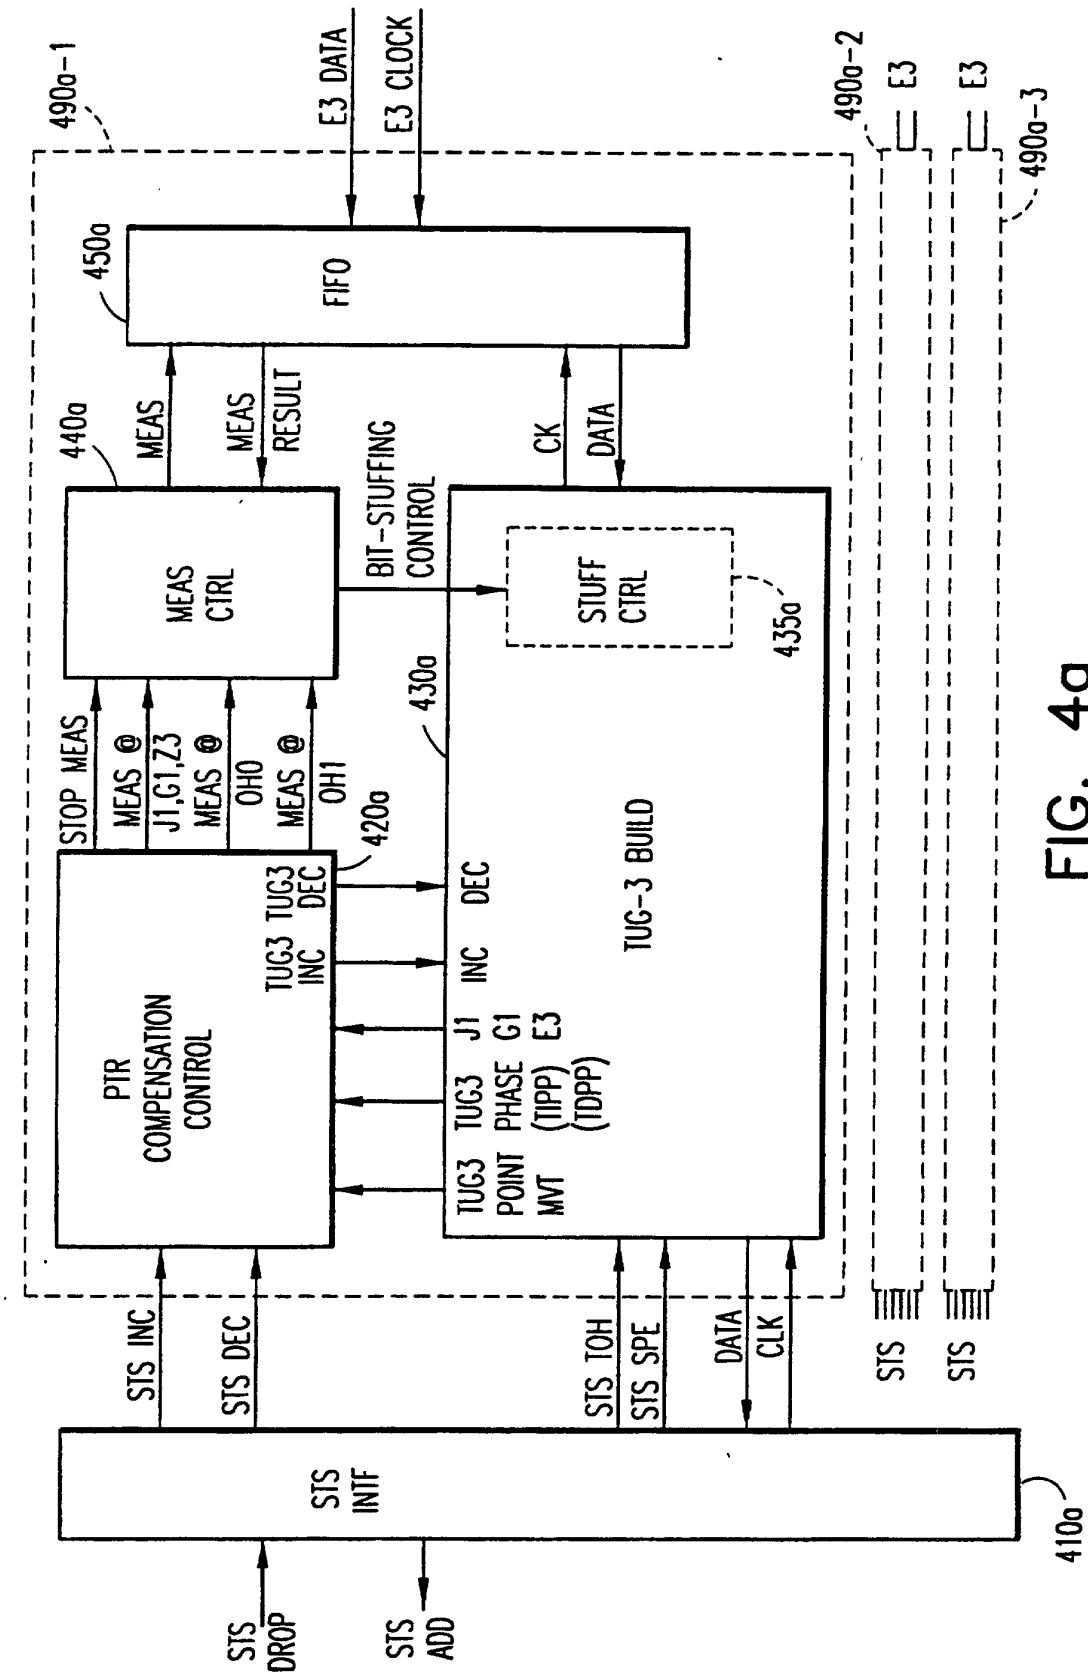 490a-1
E3 DATA
E3 CLOCK
450a
FIFO
MEAS
MEAS
RESULT
CK
DATA
440a
MEAS
CTRL
BIT-STUFFING
CONTROL
STUFF
CTRL
435a
430a
STOP MEAS
MEAS @
J1,G1,Z3
MEAS @
OH0
MEAS @
OH1
420a
PTR
COMPENSATION
CONTROL
TUG3
INC
TUG3
DEC
TUG3
POINT
MVT
TUG3
PHASE
(TIPP)
(TDPP)
J1
G1
E3
INC
DEC
TUG-3 BUILD
STS INC
STS DEC
STS TOH
STS SPE
DATA
CLK
STS
INTF
410a
STS
DROP
STS
ADD
490a-2
E3
STS
E3
490a-3
STS
FIG. 4a